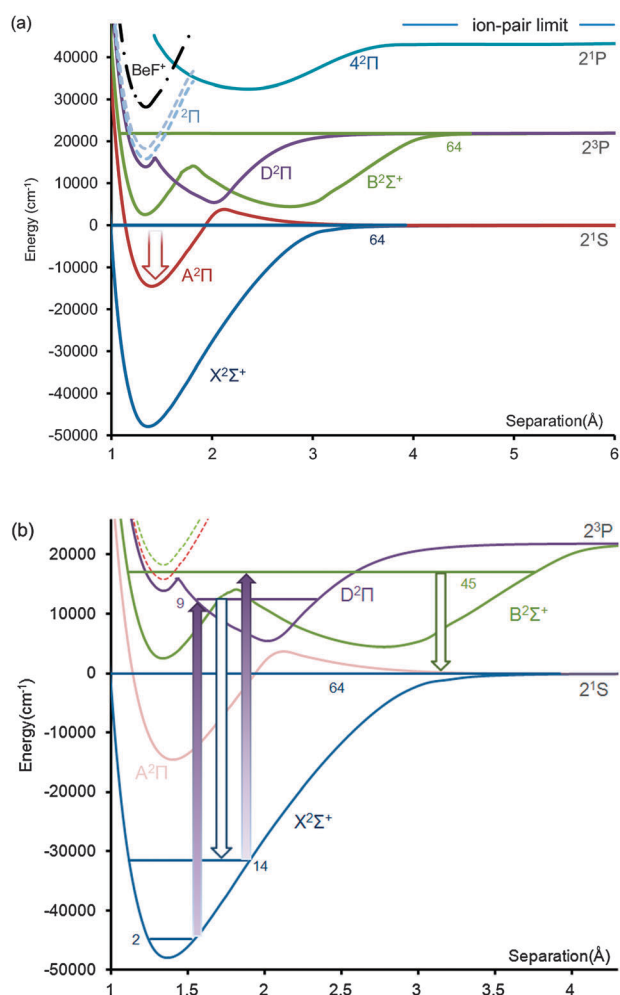 (a)
ion-pair limit
40000
BeF⁺
4²Π
2¹P
30000
²Π
20000
2³P
64
D²Π
B²Σ⁺
10000
Energy (cm⁻¹)
0
2¹S
64
-10000
A²Π
-20000
-30000
X²Σ⁺
-40000
Separation(Å)
-50000
1 2 3 4 5 6
(b)
2³P
20000
45
9
D²Π
B²Σ⁺
10000
0
2¹S
64
Energy(cm⁻¹)
-10000
A²Π
-20000
X²Σ⁺
-30000
14
-40000
2
Separation(Å)
-50000
1 1.5 2 2.5 3 3.5 4